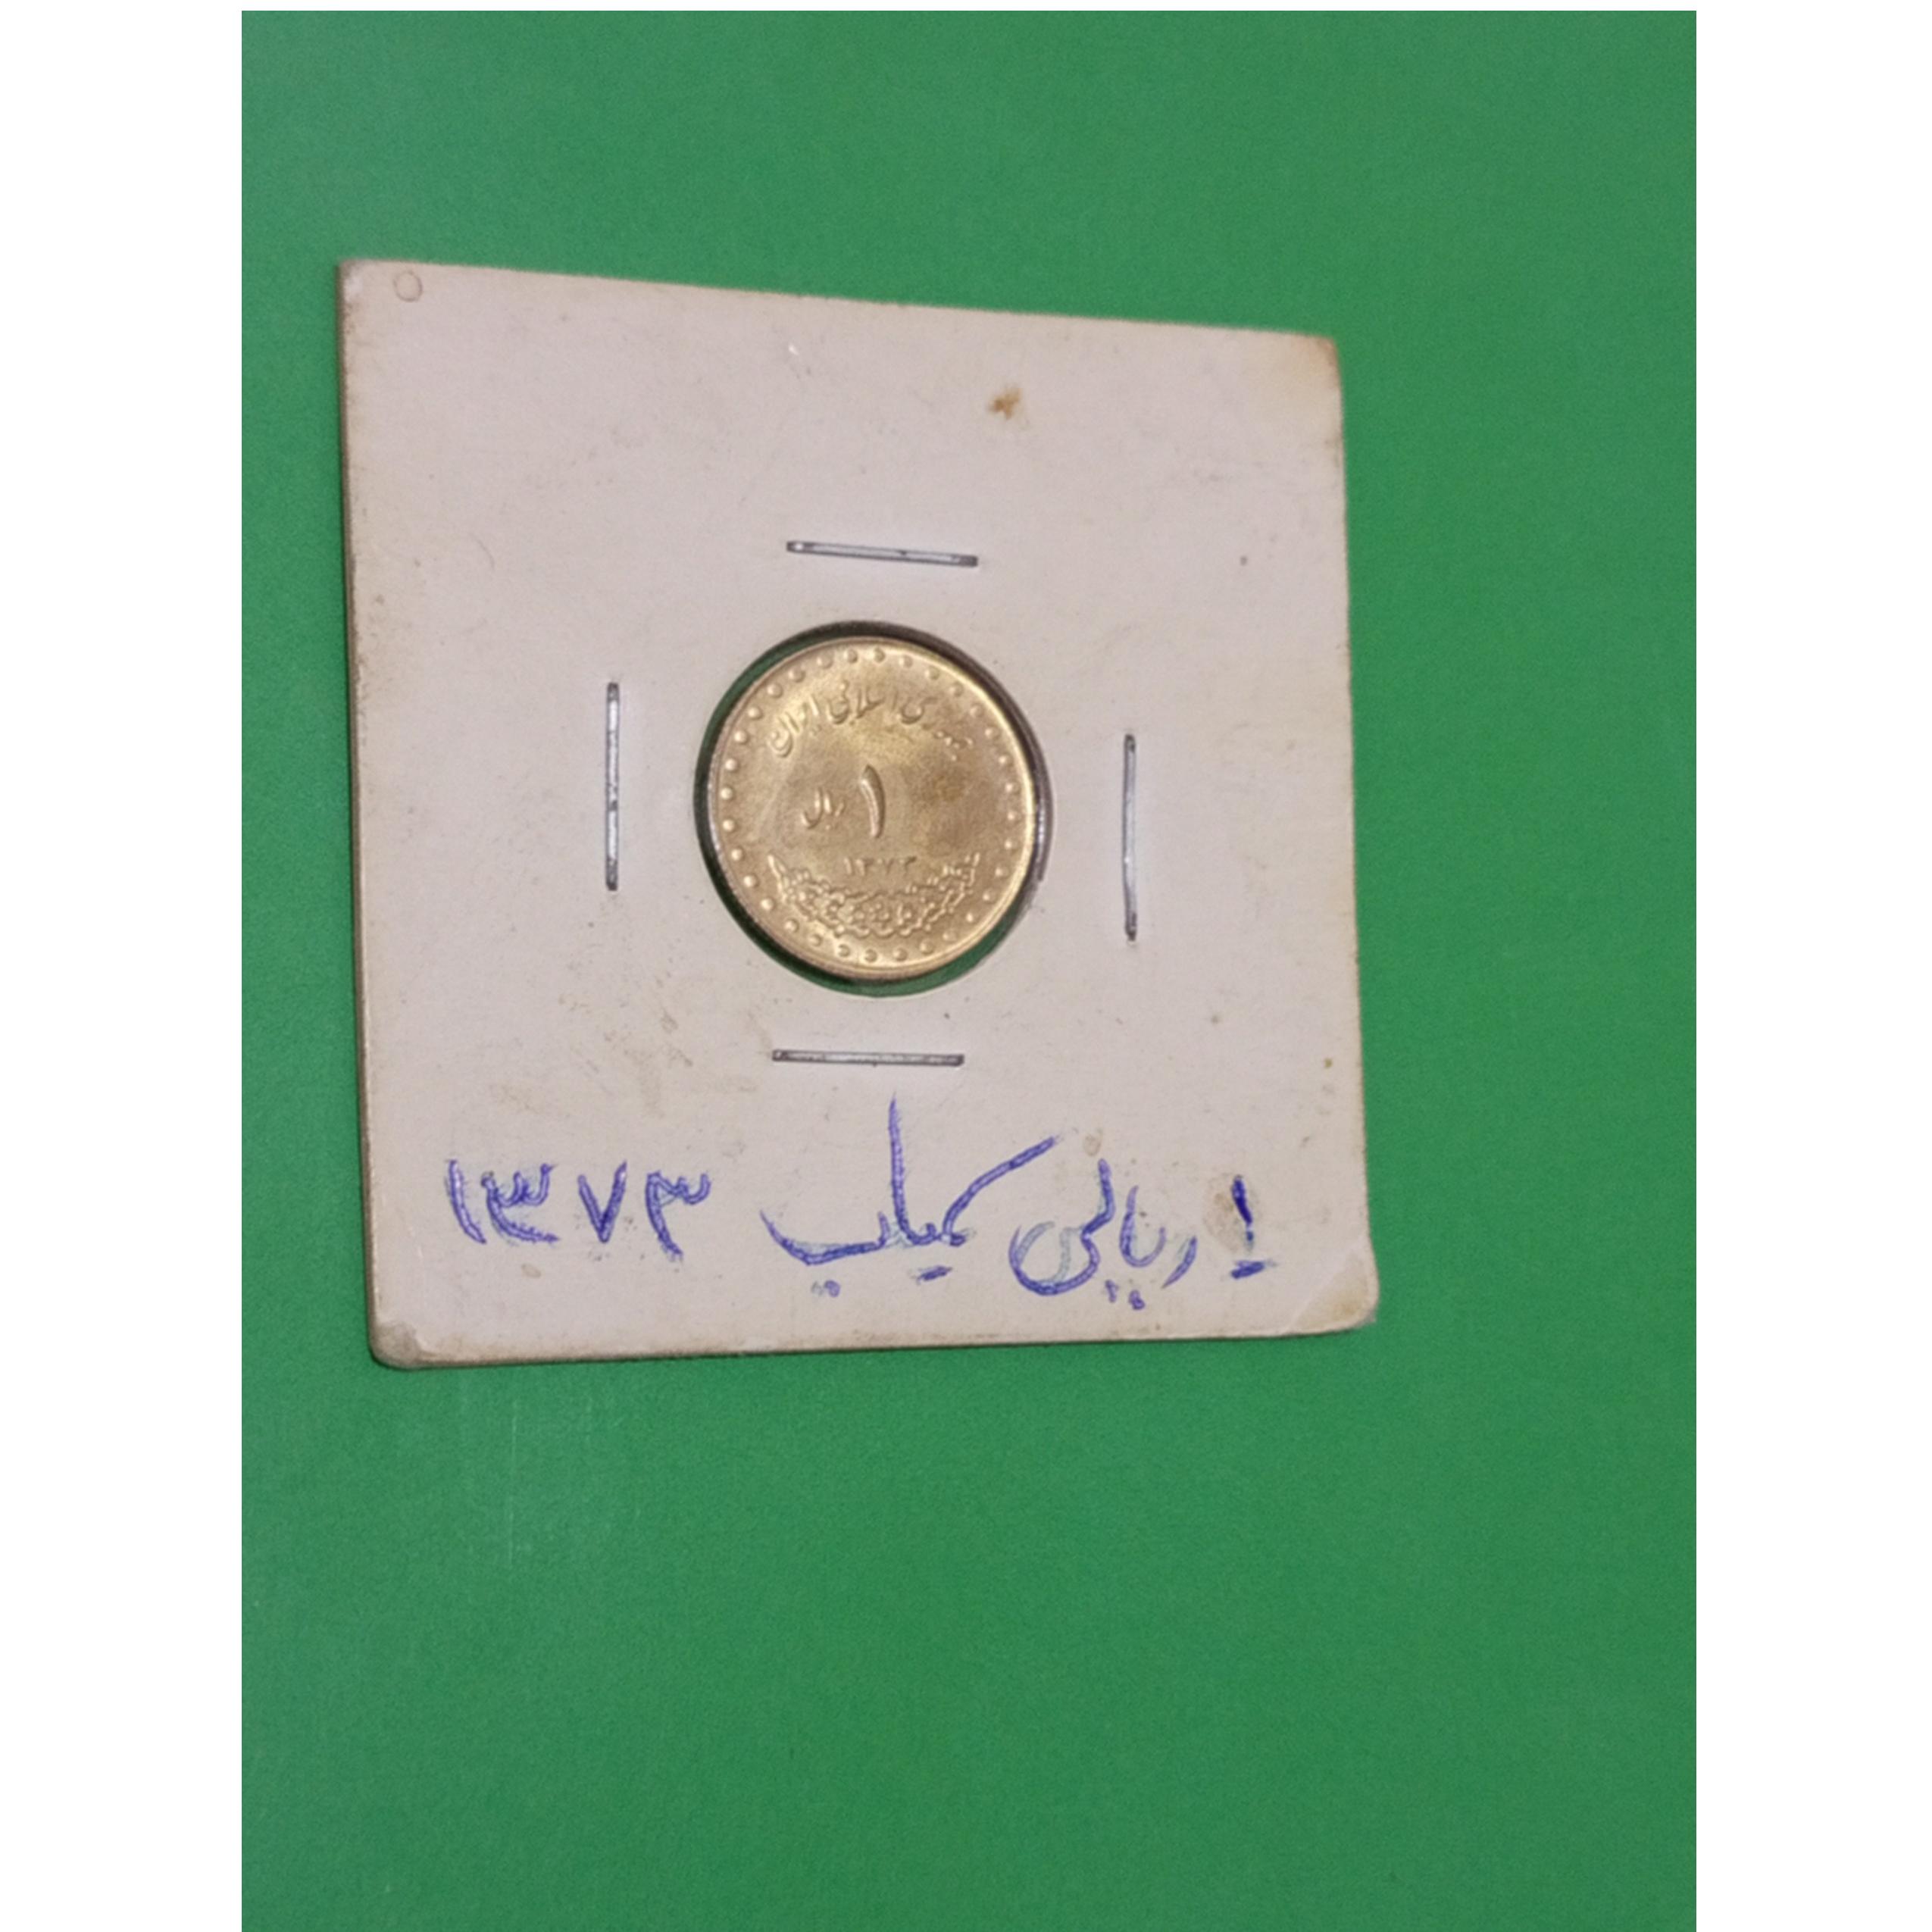 جمهوری اسلامی ایران
۱ ریال
۱۳۷۳
۱ ریالی کمیاب ۱۳۷۳